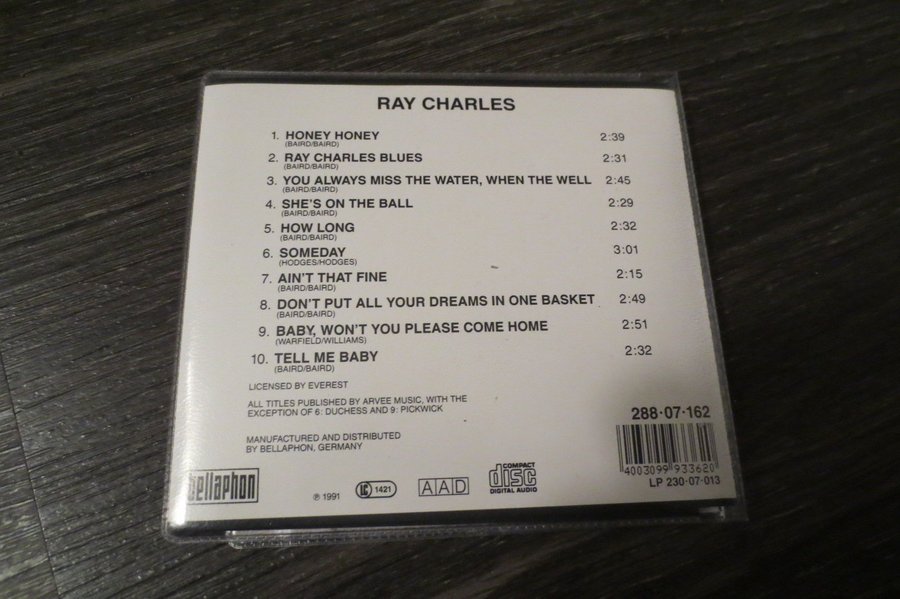 RAY CHARLES
1. HONEY HONEY 2:39
(BAIRD/BAIRD)
2. RAY CHARLES BLUES 2:31
(BAIRD/BAIRD)
3. YOU ALWAYS MISS THE WATER, WHEN THE WELL 2:45
(BAIRD/BAIRD)
4. SHE'S ON THE BALL 2:29
(BAIRD/BAIRD)
5. HOW LONG 2:32
(BAIRD/BAIRD)
6. SOMEDAY 3:01
(HODGES/HODGES)
7. AIN'T THAT FINE 2:15
(BAIRD/BAIRD)
8. DON'T PUT ALL YOUR DREAMS IN ONE BASKET 2:49
(BAIRD/BAIRD)
9. BABY, WON'T YOU PLEASE COME HOME 2:51
(WARFIELD/WILLIAMS)
10. TELL ME BABY 2:32
(BAIRD/BAIRD)
LICENSED BY EVEREST
ALL TITLES PUBLISHED BY ARVEE MUSIC, WITH THE
EXCEPTION OF 6: DUCHESS AND 9: PICKWICK
MANUFACTURED AND DISTRIBUTED
BY BELLAPHON, GERMANY
288·07·162
4003099 933620
LP 230·07·013
bellaphon
℗ 1991
LC 1421
AAD
COMPACT
disc
DIGITAL AUDIO